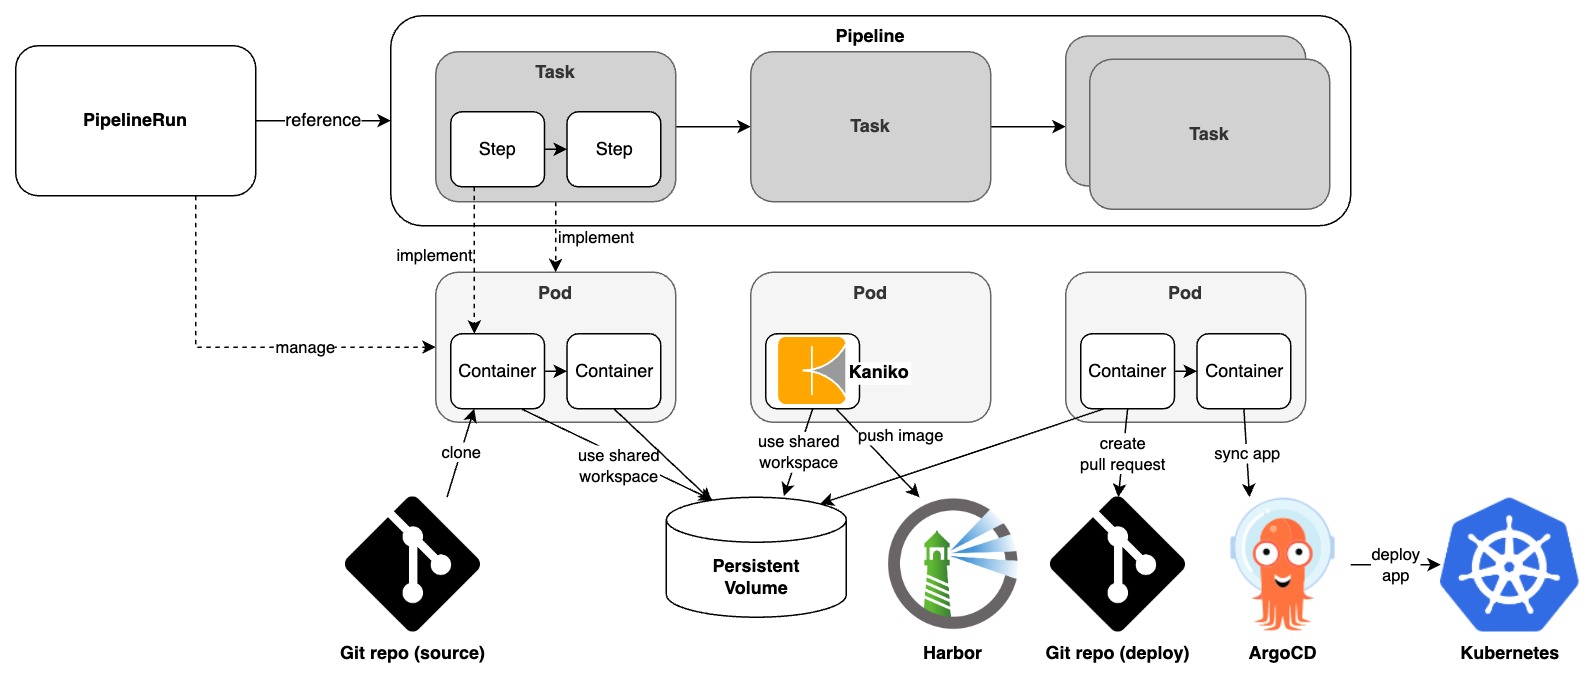 Pipeline
PipelineRun
reference
Task
Step
Step
Task
Task
implement
implement
manage
Pod
Container
Container
Pod
Kaniko
Pod
Container
Container
clone
use shared
workspace
use shared
workspace
push image
create
pull request
sync app
Persistent
Volume
deploy
app
Git repo (source)
Harbor
Git repo (deploy)
ArgoCD
Kubernetes